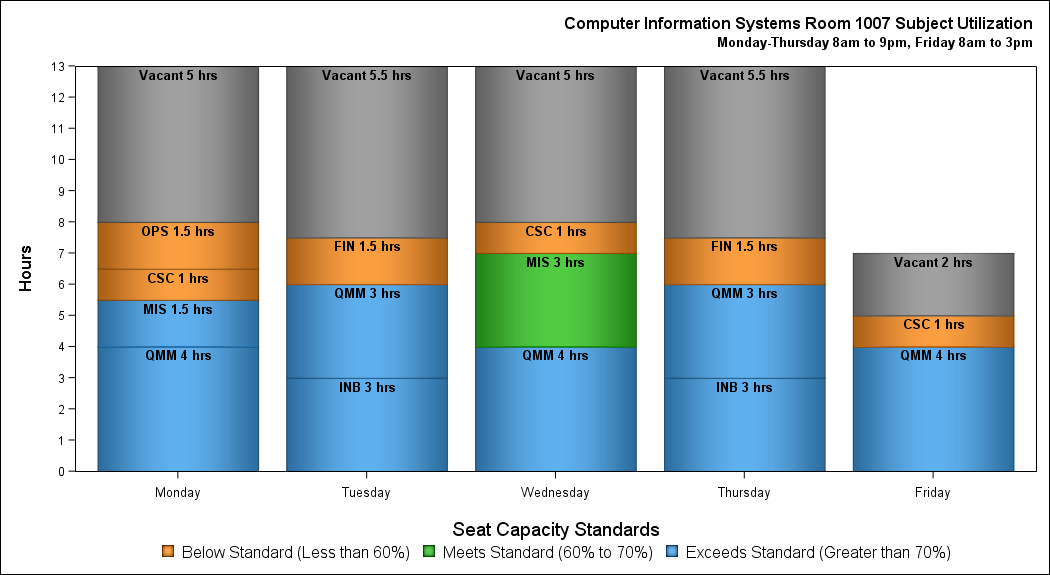 Computer Information Systems Room 1007 Subject Utilization
Monday-Thursday 8am to 9pm, Friday 8am to 3pm
Hours
13
12
11
10
9
8
7
6
5
4
3
2
1
0
Vacant 5 hrs
OPS 1.5 hrs
CSC 1 hrs
MIS 1.5 hrs
QMM 4 hrs
Vacant 5.5 hrs
FIN 1.5 hrs
QMM 3 hrs
INB 3 hrs
Vacant 5 hrs
CSC 1 hrs
MIS 3 hrs
QMM 4 hrs
Vacant 5.5 hrs
FIN 1.5 hrs
QMM 3 hrs
INB 3 hrs
Vacant 2 hrs
CSC 1 hrs
QMM 4 hrs
Monday Tuesday Wednesday Thursday Friday
Seat Capacity Standards
Below Standard (Less than 60%) Meets Standard (60% to 70%) Exceeds Standard (Greater than 70%)